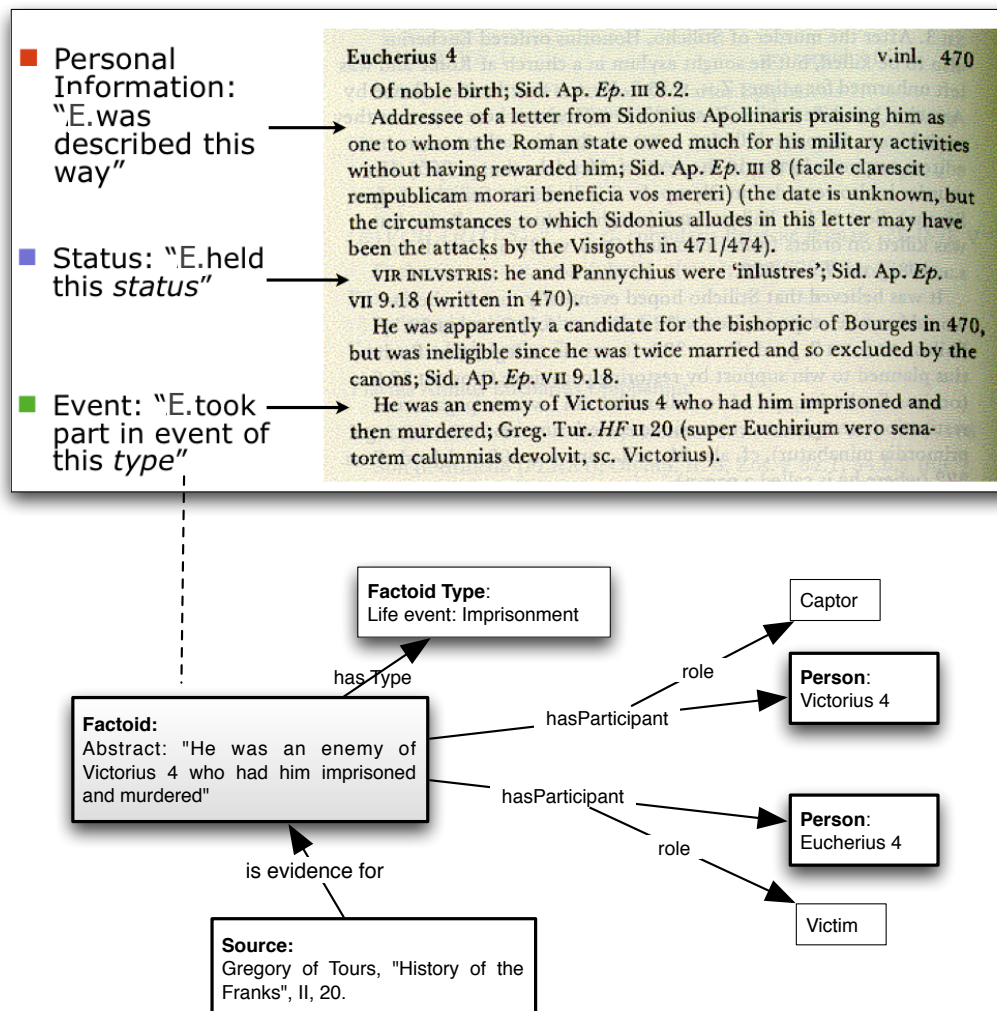 Personal
Information:
“E.was
described this
way”
Status: “E.held
this status”
Event: “E.took
part in event of
this type”
Eucherius 4 v.inl. 470
Of noble birth; Sid. Ap. Ep. III 8.2.
Addressee of a letter from Sidonius Apollinaris praising him as
one to whom the Roman state owed much for his military activities
without having rewarded him; Sid. Ap. Ep. III 8 (facile clarescit
rempublicam morari beneficia vos mereri) (the date is unknown, but
the circumstances to which Sidonius alludes in this letter may have
been the attacks by the Visigoths in 471/474).
VIR INLVSTRIS: he and Pannychius were ‘inlustres’; Sid. Ap. Ep.
VII 9.18 (written in 470).
He was apparently a candidate for the bishopric of Bourges in 470,
but was ineligible since he was twice married and so excluded by the
canons; Sid. Ap. Ep. VII 9.18.
He was an enemy of Victorius 4 who had him imprisoned and
then murdered; Greg. Tur. HF II 20 (super Euchirium vero sena-
torem calumnias devolvit, sc. Victorius).
Factoid Type:
Life event: Imprisonment
Captor
has Type
role
Person:
Victorius 4
hasParticipant
Factoid:
Abstract: "He was an enemy of
Victorius 4 who had him imprisoned
and murdered"
hasParticipant
Person:
Eucherius 4
role
is evidence for
Victim
Source:
Gregory of Tours, "History of the
Franks", II, 20.